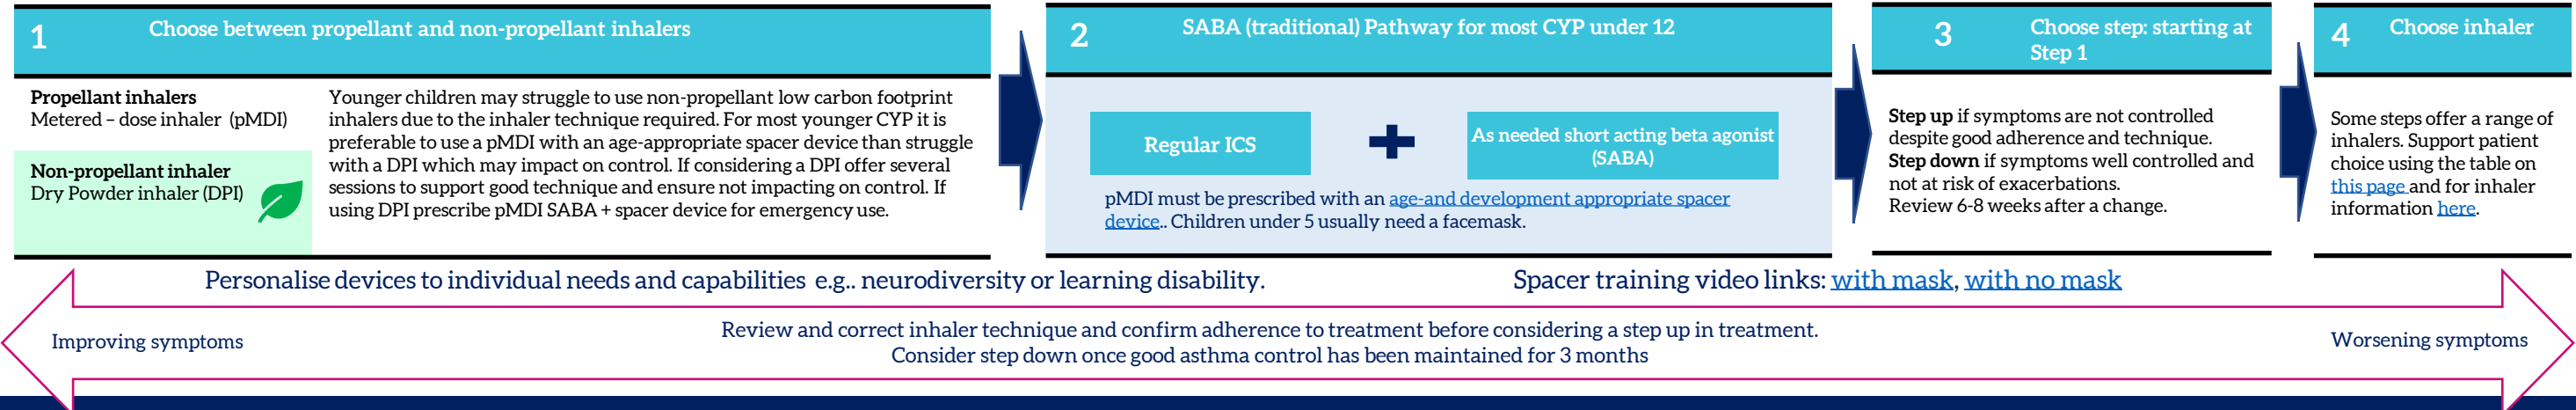 1
Choose between propellant and non-propellant inhalers
Propellant inhalers
Metered – dose inhaler (pMDI)
Non-propellant inhaler
Dry Powder inhaler (DPI)
Younger children may struggle to use non-propellant low carbon footprint
inhalers due to the inhaler technique required. For most younger CYP it is
preferable to use a pMDI with an age-appropriate spacer device than struggle
with a DPI which may impact on control. If considering a DPI offer several
sessions to support good technique and ensure not impacting on control. If
using DPI prescribe pMDI SABA + spacer device for emergency use.
2
SABA (traditional) Pathway for most CYP under 12
Regular ICS
As needed short acting beta agonist
(SABA)
pMDI must be prescribed with an age-and development appropriate spacer
device.. Children under 5 usually need a facemask.
3
Choose step: starting at
Step 1
Step up if symptoms are not controlled
despite good adherence and technique.
Step down if symptoms well controlled and
not at risk of exacerbations.
Review 6-8 weeks after a change.
4
Choose inhaler
Some steps offer a range of
inhalers. Support patient
choice using the table on
this page and for inhaler
information here.
Personalise devices to individual needs and capabilities e.g.. neurodiversity or learning disability.
Spacer training video links: with mask, with no mask
Improving symptoms
Review and correct inhaler technique and confirm adherence to treatment before considering a step up in treatment.
Consider step down once good asthma control has been maintained for 3 months
Worsening symptoms